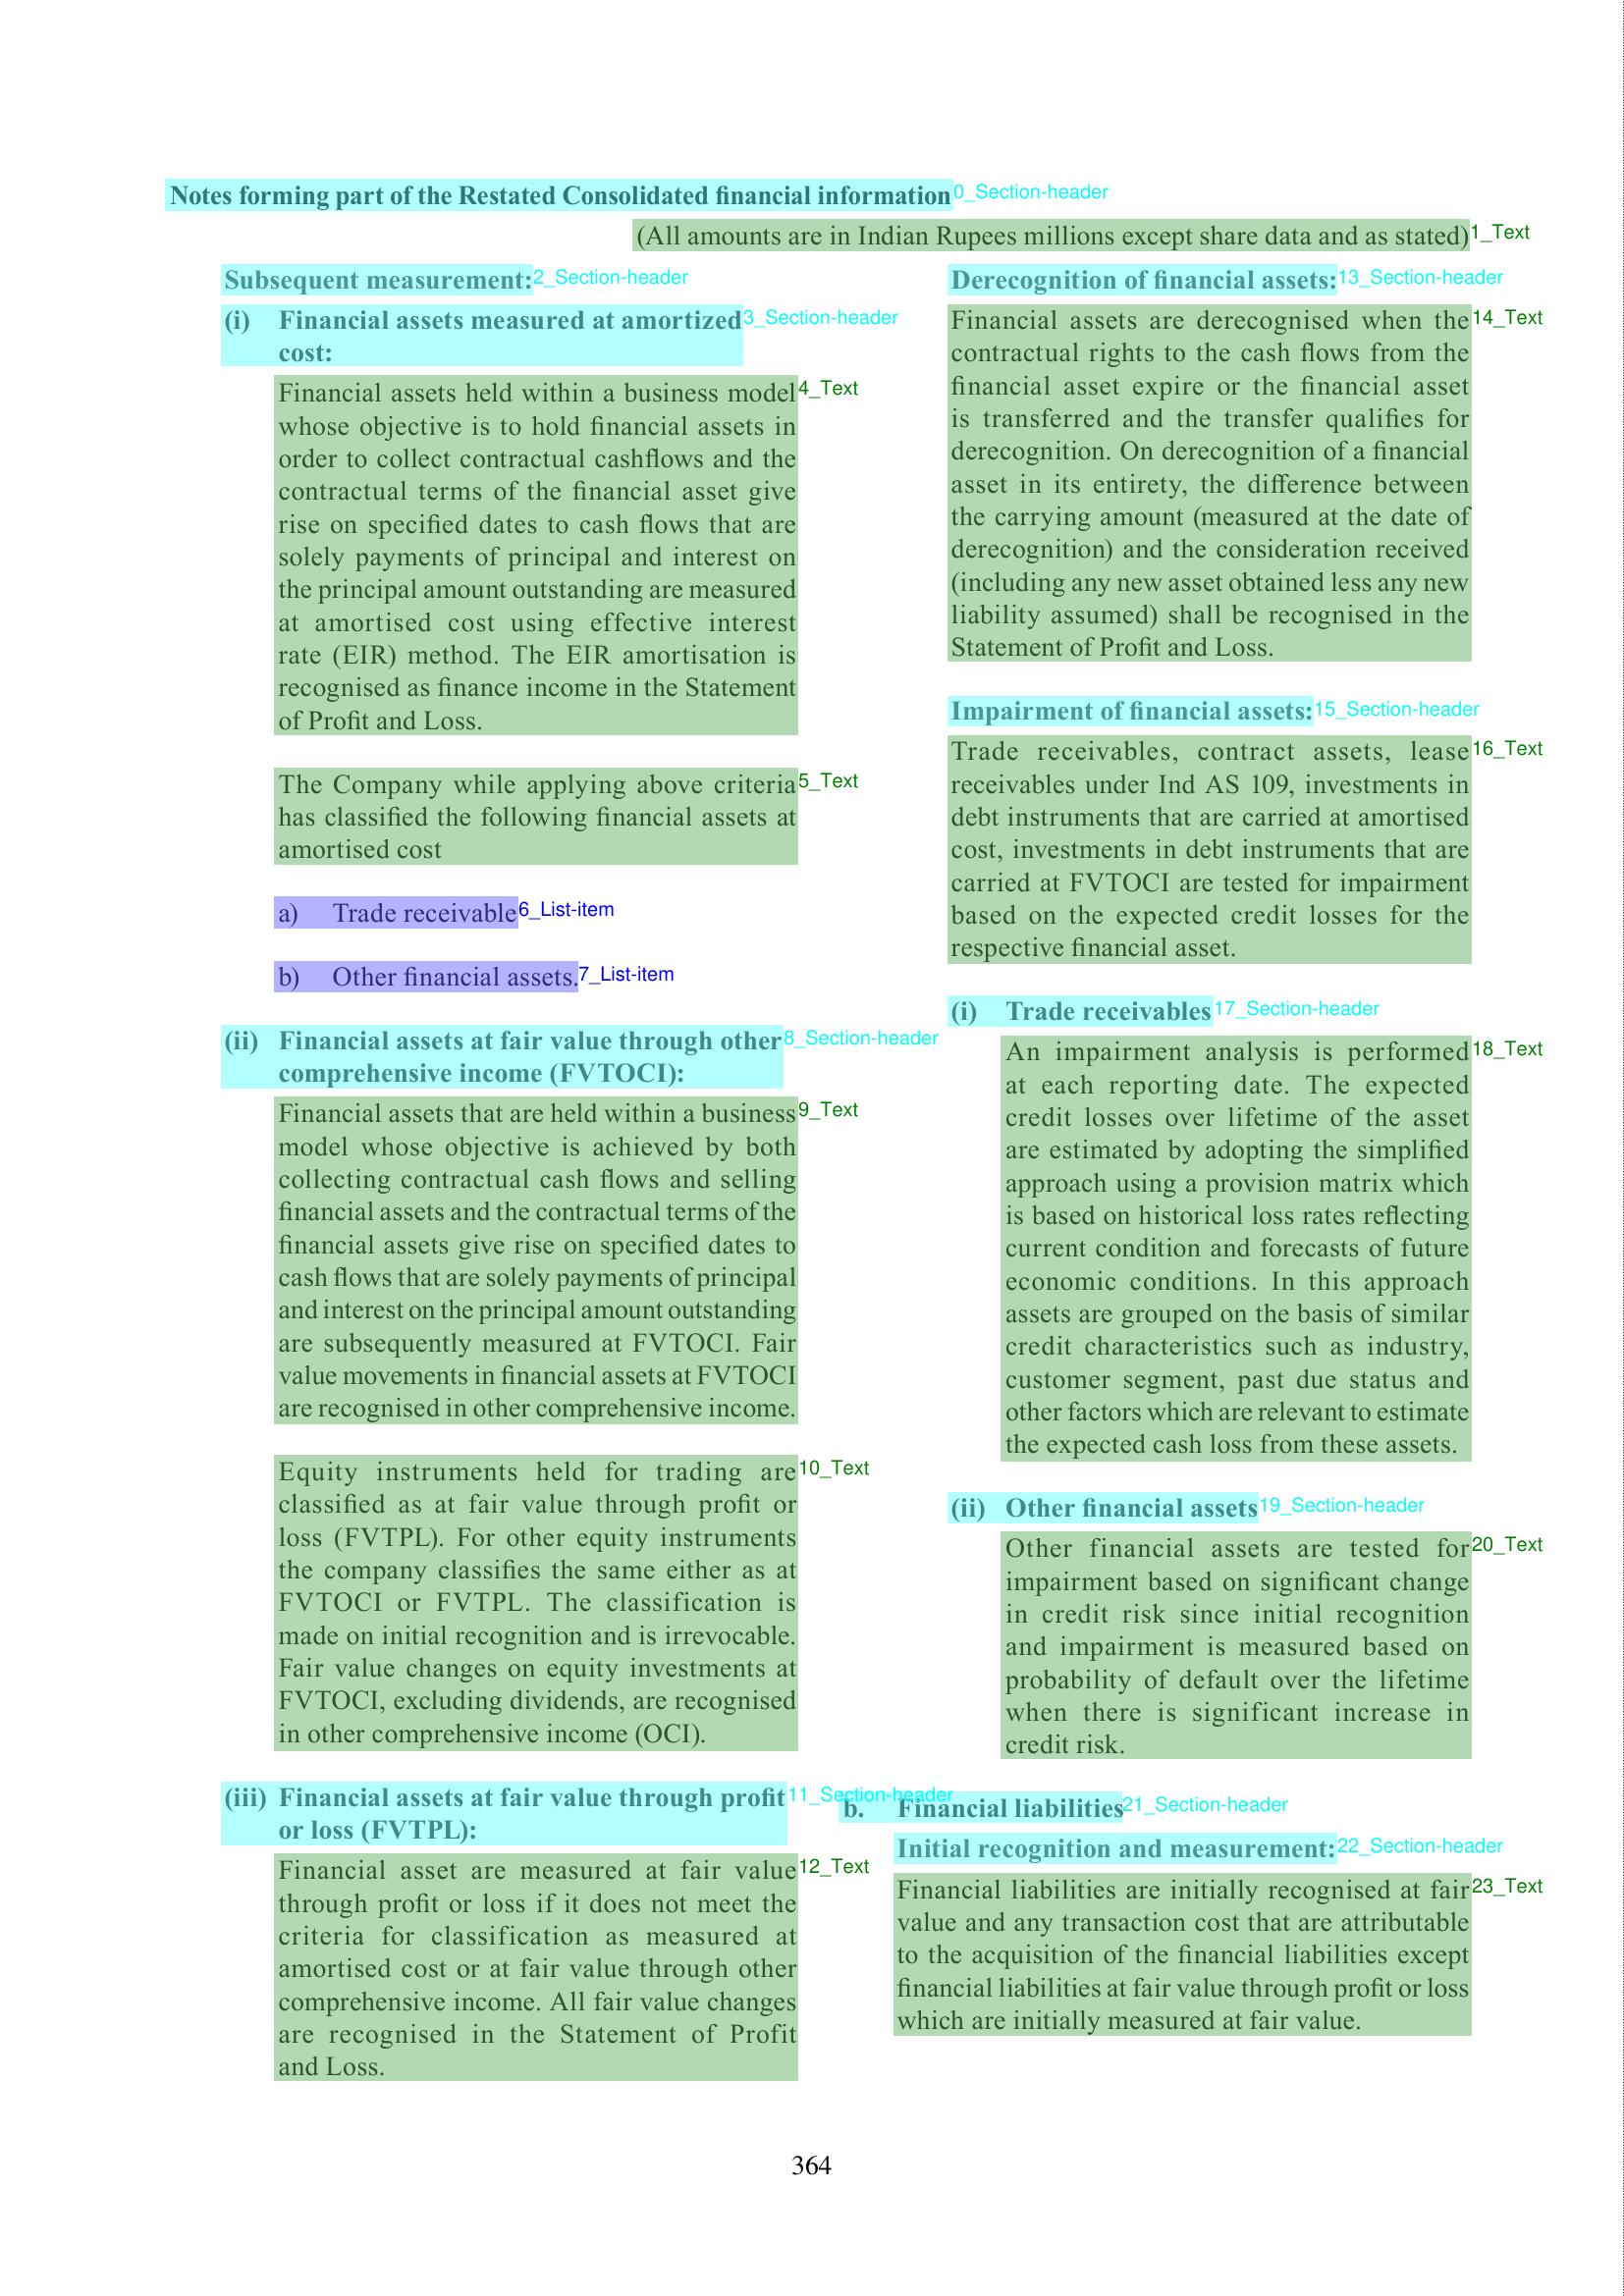 Notes forming part of the Restated Consolidated financial information 0_Section-header
(All amounts are in Indian Rupees millions except share data and as stated) 1_Text
Subsequent measurement: 2_Section-header
(i) Financial assets measured at amortized 3_Section-header
cost:
Financial assets held within a business model 4_Text
whose objective is to hold financial assets in
order to collect contractual cashflows and the
contractual terms of the financial asset give
rise on specified dates to cash flows that are
solely payments of principal and interest on
the principal amount outstanding are measured
at amortised cost using effective interest
rate (EIR) method. The EIR amortisation is
recognised as finance income in the Statement
of Profit and Loss.
The Company while applying above criteria 5_Text
has classified the following financial assets at
amortised cost
a) Trade receivable 6_List-item
b) Other financial assets. 7_List-item
(ii) Financial assets at fair value through other 8_Section-header
comprehensive income (FVTOCI):
Financial assets that are held within a business 9_Text
model whose objective is achieved by both
collecting contractual cash flows and selling
financial assets and the contractual terms of the
financial assets give rise on specified dates to
cash flows that are solely payments of principal
and interest on the principal amount outstanding
are subsequently measured at FVTOCI. Fair
value movements in financial assets at FVTOCI
are recognised in other comprehensive income.
Equity instruments held for trading are 10_Text
classified as at fair value through profit or
loss (FVTPL). For other equity instruments
the company classifies the same either as at
FVTOCI or FVTPL. The classification is
made on initial recognition and is irrevocable.
Fair value changes on equity investments at
FVTOCI, excluding dividends, are recognised
in other comprehensive income (OCI).
(iii) Financial assets at fair value through profit 11_Section-header
or loss (FVTPL):
Financial asset are measured at fair value 12_Text
through profit or loss if it does not meet the
criteria for classification as measured at
amortised cost or at fair value through other
comprehensive income. All fair value changes
are recognised in the Statement of Profit
and Loss.
Derecognition of financial assets: 13_Section-header
Financial assets are derecognised when the 14_Text
contractual rights to the cash flows from the
financial asset expire or the financial asset
is transferred and the transfer qualifies for
derecognition. On derecognition of a financial
asset in its entirety, the difference between
the carrying amount (measured at the date of
derecognition) and the consideration received
(including any new asset obtained less any new
liability assumed) shall be recognised in the
Statement of Profit and Loss.
Impairment of financial assets: 15_Section-header
Trade receivables, contract assets, lease 16_Text
receivables under Ind AS 109, investments in
debt instruments that are carried at amortised
cost, investments in debt instruments that are
carried at FVTOCI are tested for impairment
based on the expected credit losses for the
respective financial asset.
(i) Trade receivables 17_Section-header
An impairment analysis is performed 18_Text
at each reporting date. The expected
credit losses over lifetime of the asset
are estimated by adopting the simplified
approach using a provision matrix which
is based on historical loss rates reflecting
current condition and forecasts of future
economic conditions. In this approach
assets are grouped on the basis of similar
credit characteristics such as industry,
customer segment, past due status and
other factors which are relevant to estimate
the expected cash loss from these assets.
(ii) Other financial assets 19_Section-header
Other financial assets are tested for 20_Text
impairment based on significant change
in credit risk since initial recognition
and impairment is measured based on
probability of default over the lifetime
when there is significant increase in
credit risk.
b. Financial liabilities 21_Section-header
Initial recognition and measurement: 22_Section-header
Financial liabilities are initially recognised at fair 23_Text
value and any transaction cost that are attributable
to the acquisition of the financial liabilities except
financial liabilities at fair value through profit or loss
which are initially measured at fair value.
364